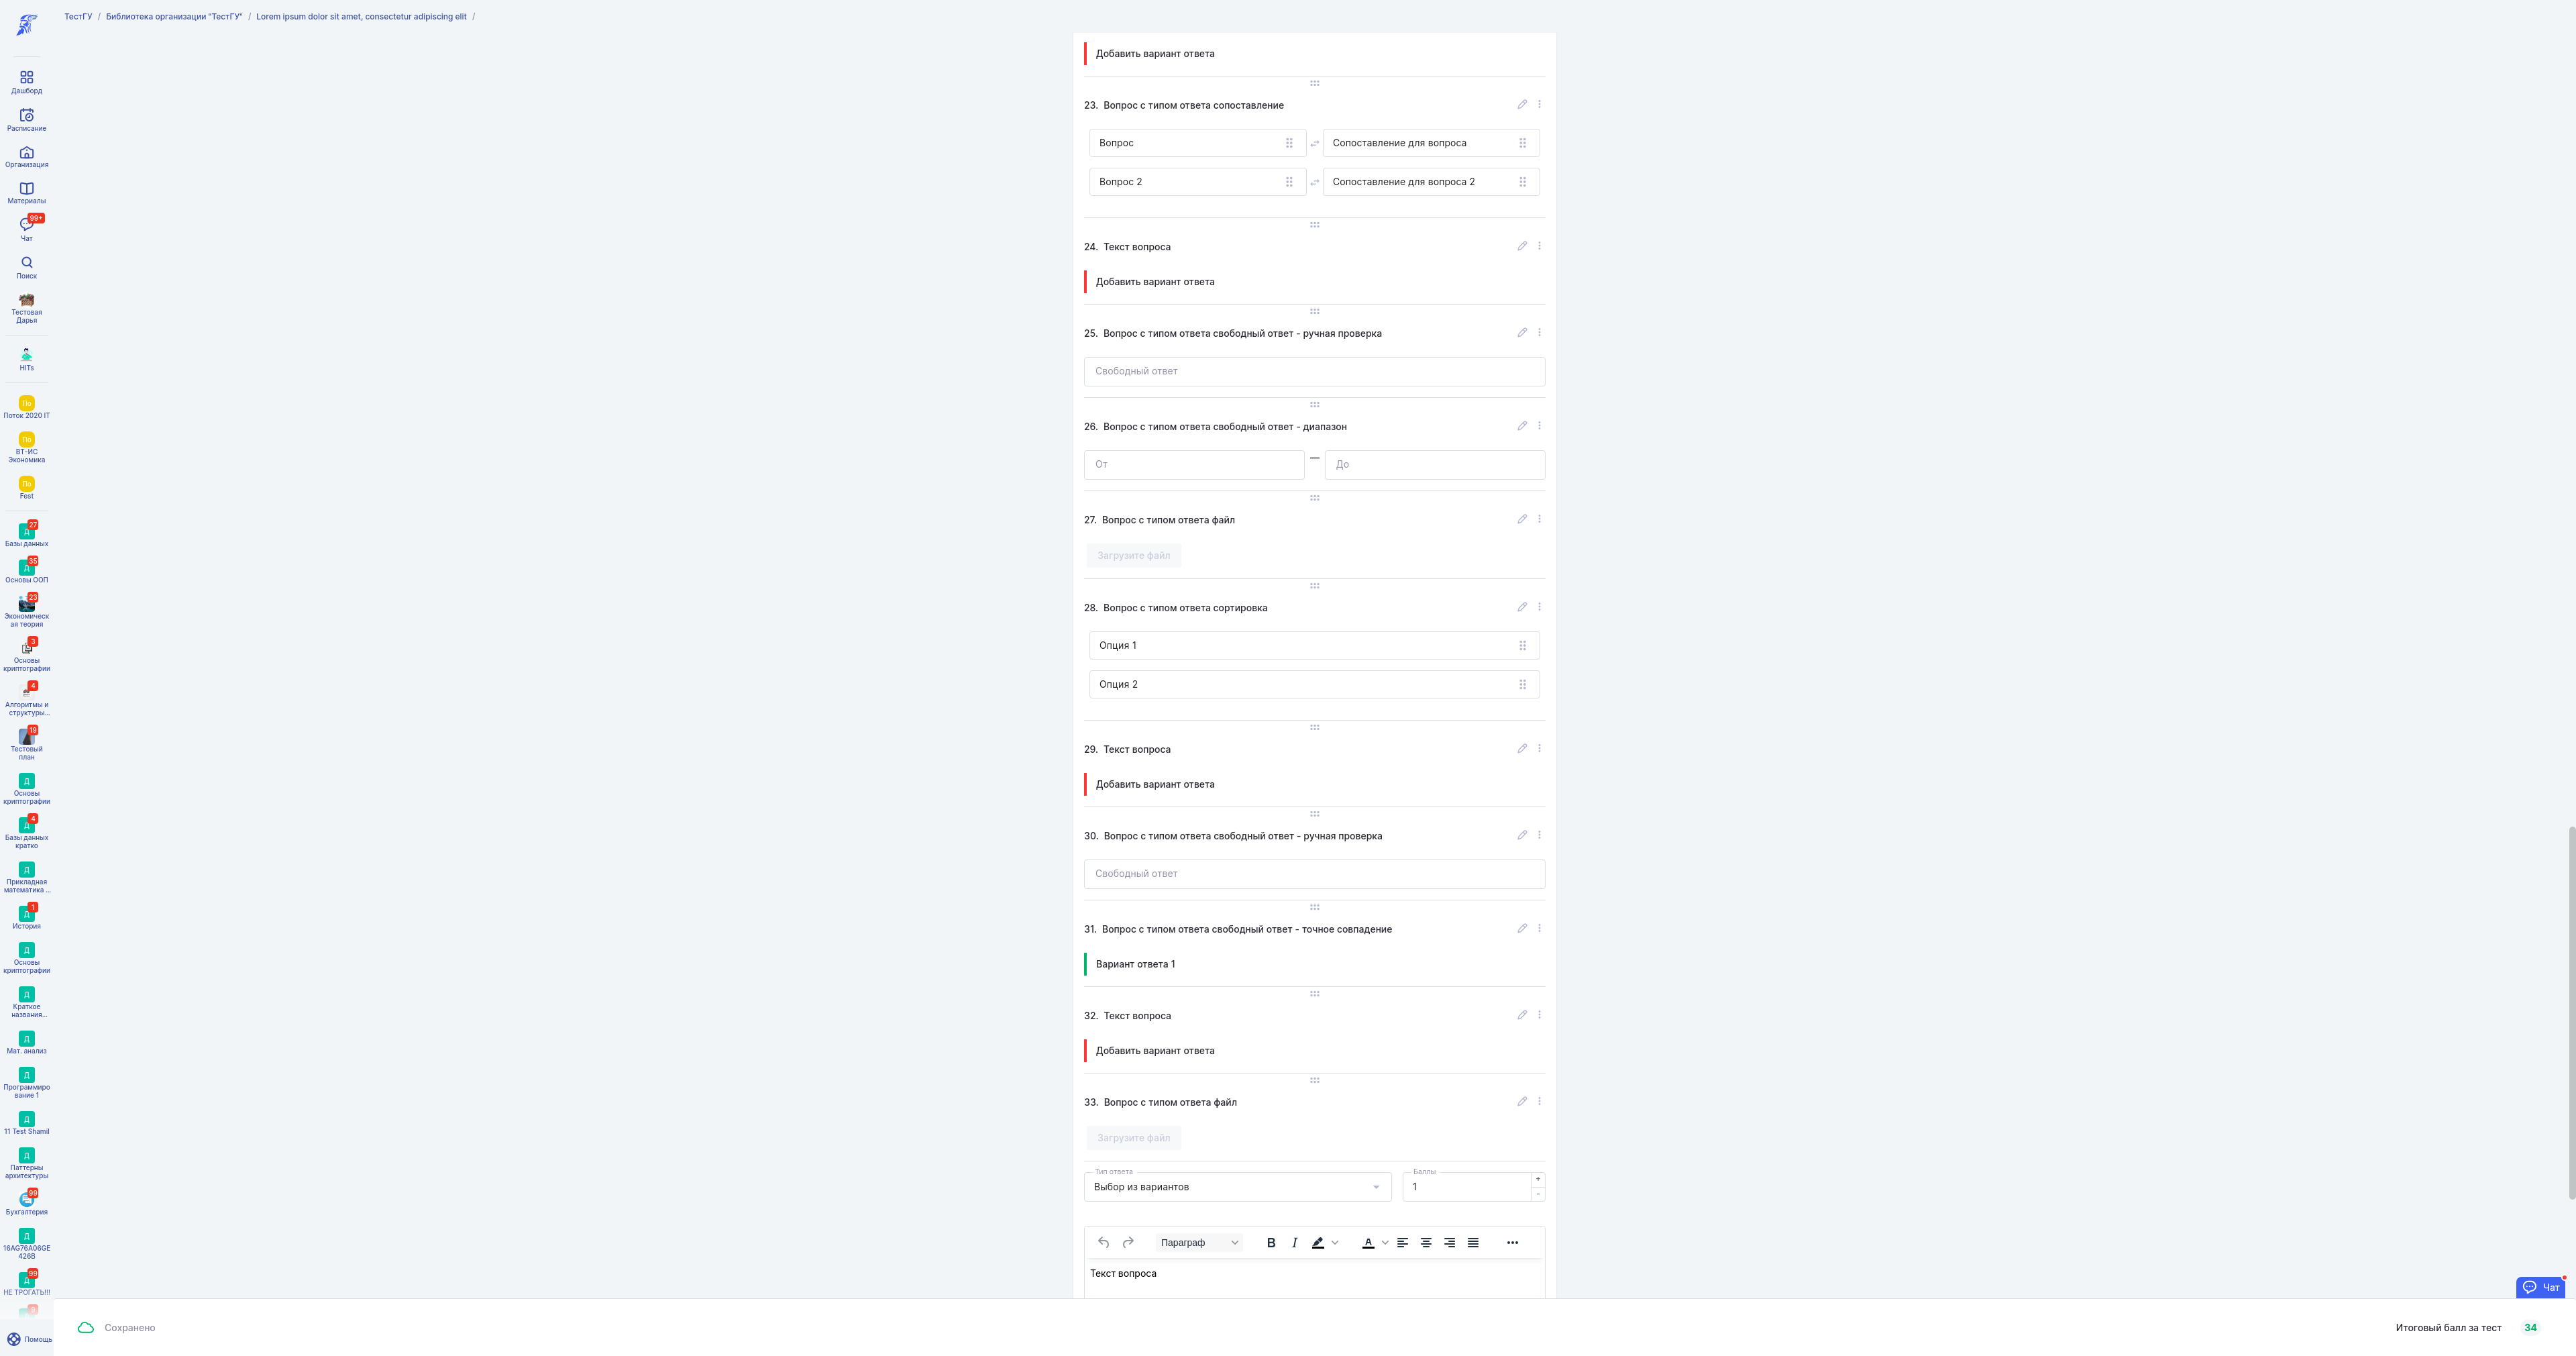 ТестГУ / Библиотека организации "ТестГУ" / Lorem ipsum dolor sit amet, consectetur adipiscing elit /
Дашборд
Расписание
Организация
Материалы
99+
Чат
Поиск
Тестовая
Дарья
HITs
По
Поток 2020 IT
По
ВТ-ИС
Экономика
По
Fest
27
Д
Базы данных
35
Д
Основы ООП
23
Экономическ
ая теория
3
Основы
криптографии
4
Алгоритмы и
структуры...
19
Тестовый
план
Д
Основы
криптографии
4
Д
Базы данных
кратко
Д
Прикладная
математика ...
1
Д
История
Д
Основы
криптографии
Д
Краткое
названия...
Д
Мат. анализ
Д
Программиро
вание 1
Д
11 Test Shamil
Д
Паттерны
архитектуры
99
Бухгалтерия
Д
16AG76A06GE
426B
99
Д
НЕ ТРОГАТЬ!!!
Помощь
Добавить вариант ответа
23. Вопрос с типом ответа сопоставление
Вопрос Сопоставление для вопроса
Вопрос 2 Сопоставление для вопроса 2
24. Текст вопроса
Добавить вариант ответа
25. Вопрос с типом ответа свободный ответ - ручная проверка
Свободный ответ
26. Вопрос с типом ответа свободный ответ - диапазон
От — До
27. Вопрос с типом ответа файл
Загрузите файл
28. Вопрос с типом ответа сортировка
Опция 1
Опция 2
29. Текст вопроса
Добавить вариант ответа
30. Вопрос с типом ответа свободный ответ - ручная проверка
Свободный ответ
31. Вопрос с типом ответа свободный ответ - точное совпадение
Вариант ответа 1
32. Текст вопроса
Добавить вариант ответа
33. Вопрос с типом ответа файл
Загрузите файл
Тип ответа Баллы
Выбор из вариантов 1 + -
Параграф B I A
Текст вопроса
Чат
Сохранено
Итоговый балл за тест 34